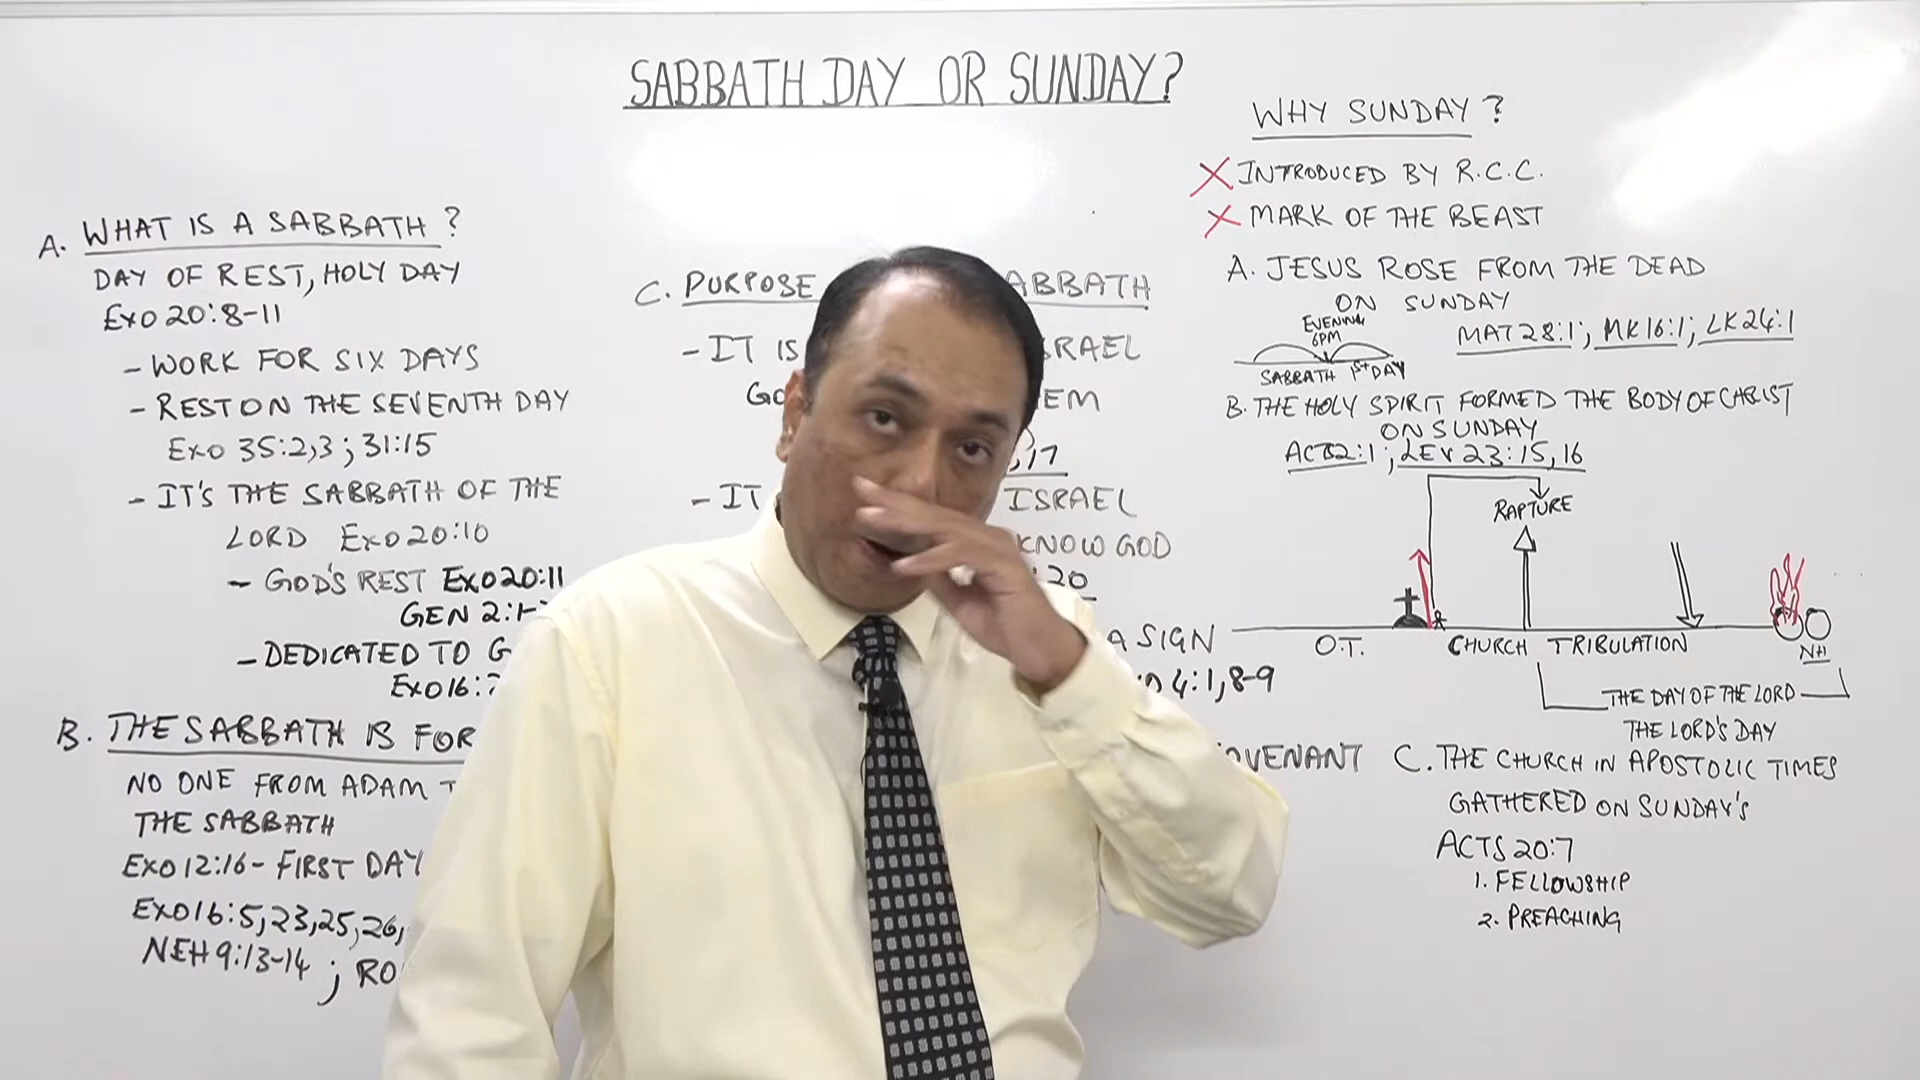 SABBATH DAY OR SUNDAY?
A. WHAT IS A SABBATH?
DAY OF REST, HOLY DAY
EXO 20:8-11
- WORK FOR SIX DAYS
- REST ON THE SEVENTH DAY
EXO 35:2,3; 31:15
- IT'S THE SABBATH OF THE
LORD EXO 20:10
- GOD'S REST EXO 20:11
GEN 2:1-
- DEDICATED TO G
EXO 16:
B. THE SABBATH IS FOR
NO ONE FROM ADAM
THE SABBATH
EXO 12:16 - FIRST DAY
EXO 16:5,23,25,26,
NEH 9:13-14; RO
C. PURPOSE ABBATH
- IT IS RAEL
GO EM
,17
- IT ISRAEL
KNOW GOD
:20
A SIGN
4:1,8-9
OVENANT
WHY SUNDAY?
X INTRODUCED BY R.C.C.
X MARK OF THE BEAST
A. JESUS ROSE FROM THE DEAD
ON SUNDAY
EVENING
6PM
MAT 28:1; MK 16:1; LK 24:1
SABBATH 1ST DAY
B. THE HOLY SPIRIT FORMED THE BODY OF CHRIST
ON SUNDAY
ACTS 2:1; LEV 23:15,16
RAPTURE
O.T. CHURCH TRIBULATION
NH
THE DAY OF THE LORD
THE LORD'S DAY
C. THE CHURCH IN APOSTOLIC TIMES
GATHERED ON SUNDAY'S
ACTS 20:7
1. FELLOWSHIP
2. PREACHING